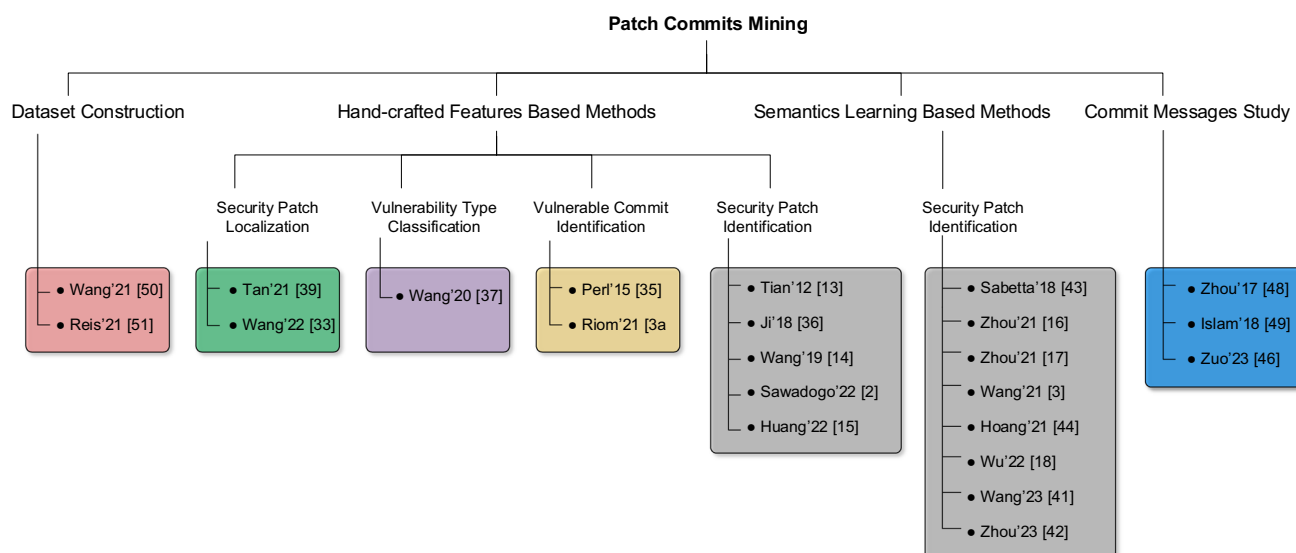 Patch Commits Mining
Dataset Construction
Hand-crafted Features Based Methods
Semantics Learning Based Methods
Commit Messages Study
Security Patch
Localization
Vulnerability Type
Classification
Vulnerable Commit
Identification
Security Patch
Identification
Security Patch
Identification
● Wang’21 [50]
● Reis’21 [51]
● Tan’21 [39]
● Wang’22 [33]
● Wang’20 [37]
● Perl’15 [35]
● Riom’21 [3a
● Tian’12 [13]
● Ji’18 [36]
● Wang’19 [14]
● Sawadogo’22 [2]
● Huang’22 [15]
● Sabetta’18 [43]
● Zhou’21 [16]
● Zhou’21 [17]
● Wang’21 [3]
● Hoang’21 [44]
● Wu’22 [18]
● Wang’23 [41]
● Zhou’23 [42]
● Zhou’17 [48]
● Islam’18 [49]
● Zuo’23 [46]